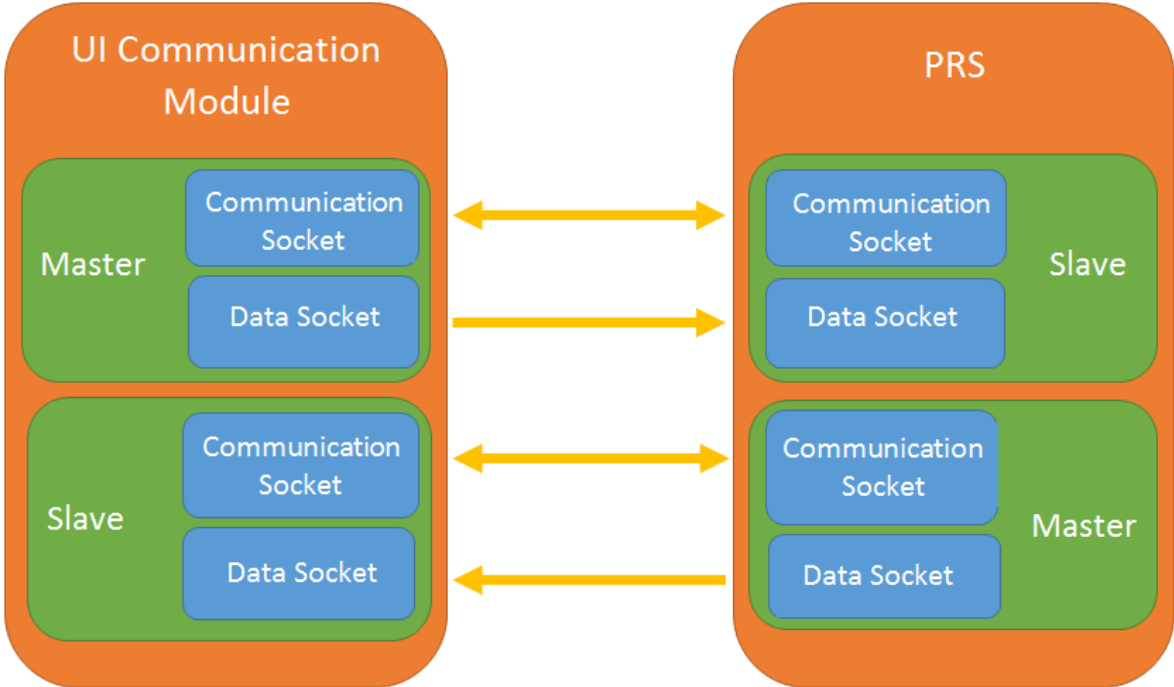 UI Communication
Module
Master
Communication
Socket
Data Socket
Slave
Communication
Socket
Data Socket
PRS
Communication
Socket
Data Socket
Slave
Communication
Socket
Data Socket
Master